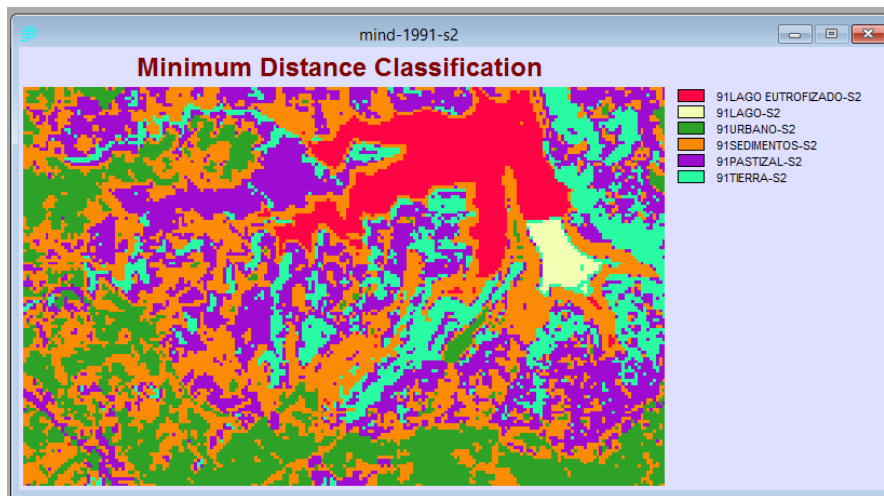 mind-1991-s2
Minimum Distance Classification
91LAGO EUTROFIZADO-S2
91LAGO-S2
91URBANO-S2
91SEDIMENTOS-S2
91PASTIZAL-S2
91TIERRA-S2